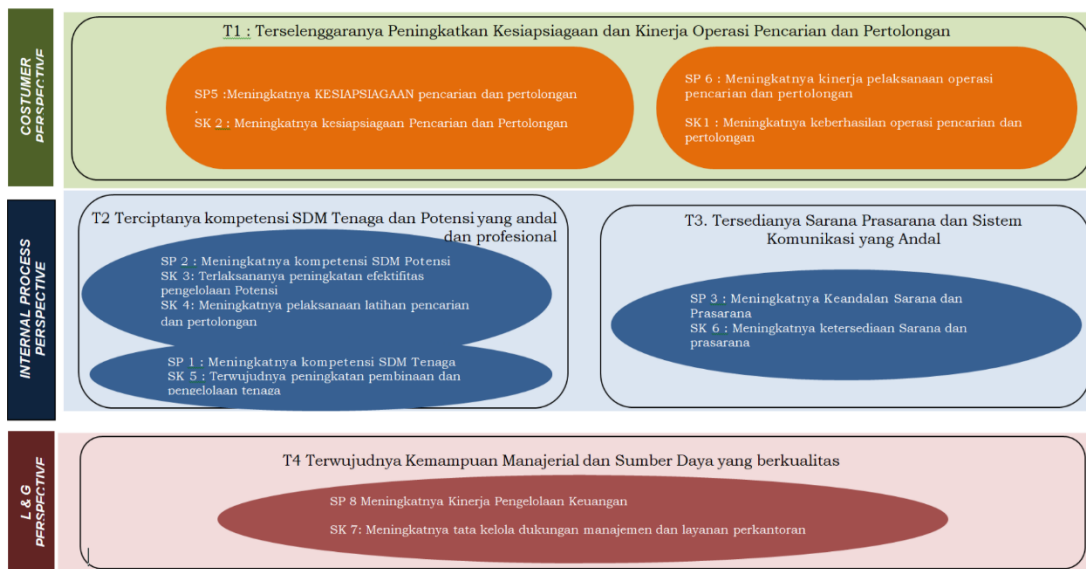 COSTUMER
PERSPECTIVE
T1 : Terselenggaranya Peningkatkan Kesiapsiagaan dan Kinerja Operasi Pencarian dan Pertolongan
SP5 :Meningkatnya KESIAPSIAGAAN pencarian dan pertolongan
.
SK 2 : Meningkatnya kesiapsiagaan Pencarian dan Pertolongan
SP 6 : Meningkatnya kinerja pelaksanaan operasi
pencarian dan pertolongan
SK1 : Meningkatnya keberhasilan operasi pencarian dan
pertolongan
INTERNAL PROCESS
PERSPECTIVE
T2 Terciptanya kompetensi SDM Tenaga dan Potensi yang andal
dan profesional
SP 2 : Meningkatnya kompetensi SDM Potensi
SK 3: Terlaksananya peningkatan efektifitas
pengelolaan Potensi
SK 4: Meningkatnya pelaksanaan latihan pencarian
dan pertolongan
SP 1 : Meningkatnya kompetensi SDM Tenaga
SK 5 : Terwujudnya peningkatan pembinaan dan
pengelolaan tenaga
T3. Tersedianya Sarana Prasarana dan Sistem
Komunikasi yang Andal
SP 3 : Meningkatnya Keandalan Sarana dan
Prasarana
SK 6 : Meningkatnya ketersediaan Sarana dan
prasarana
L & G
PERSPECTIVE
T4 Terwujudnya Kemampuan Manajerial dan Sumber Daya yang berkualitas
SP 8 Meningkatnya Kinerja Pengelolaan Keuangan
SK 7: Meningkatnya tata kelola dukungan manajemen dan layanan perkantoran